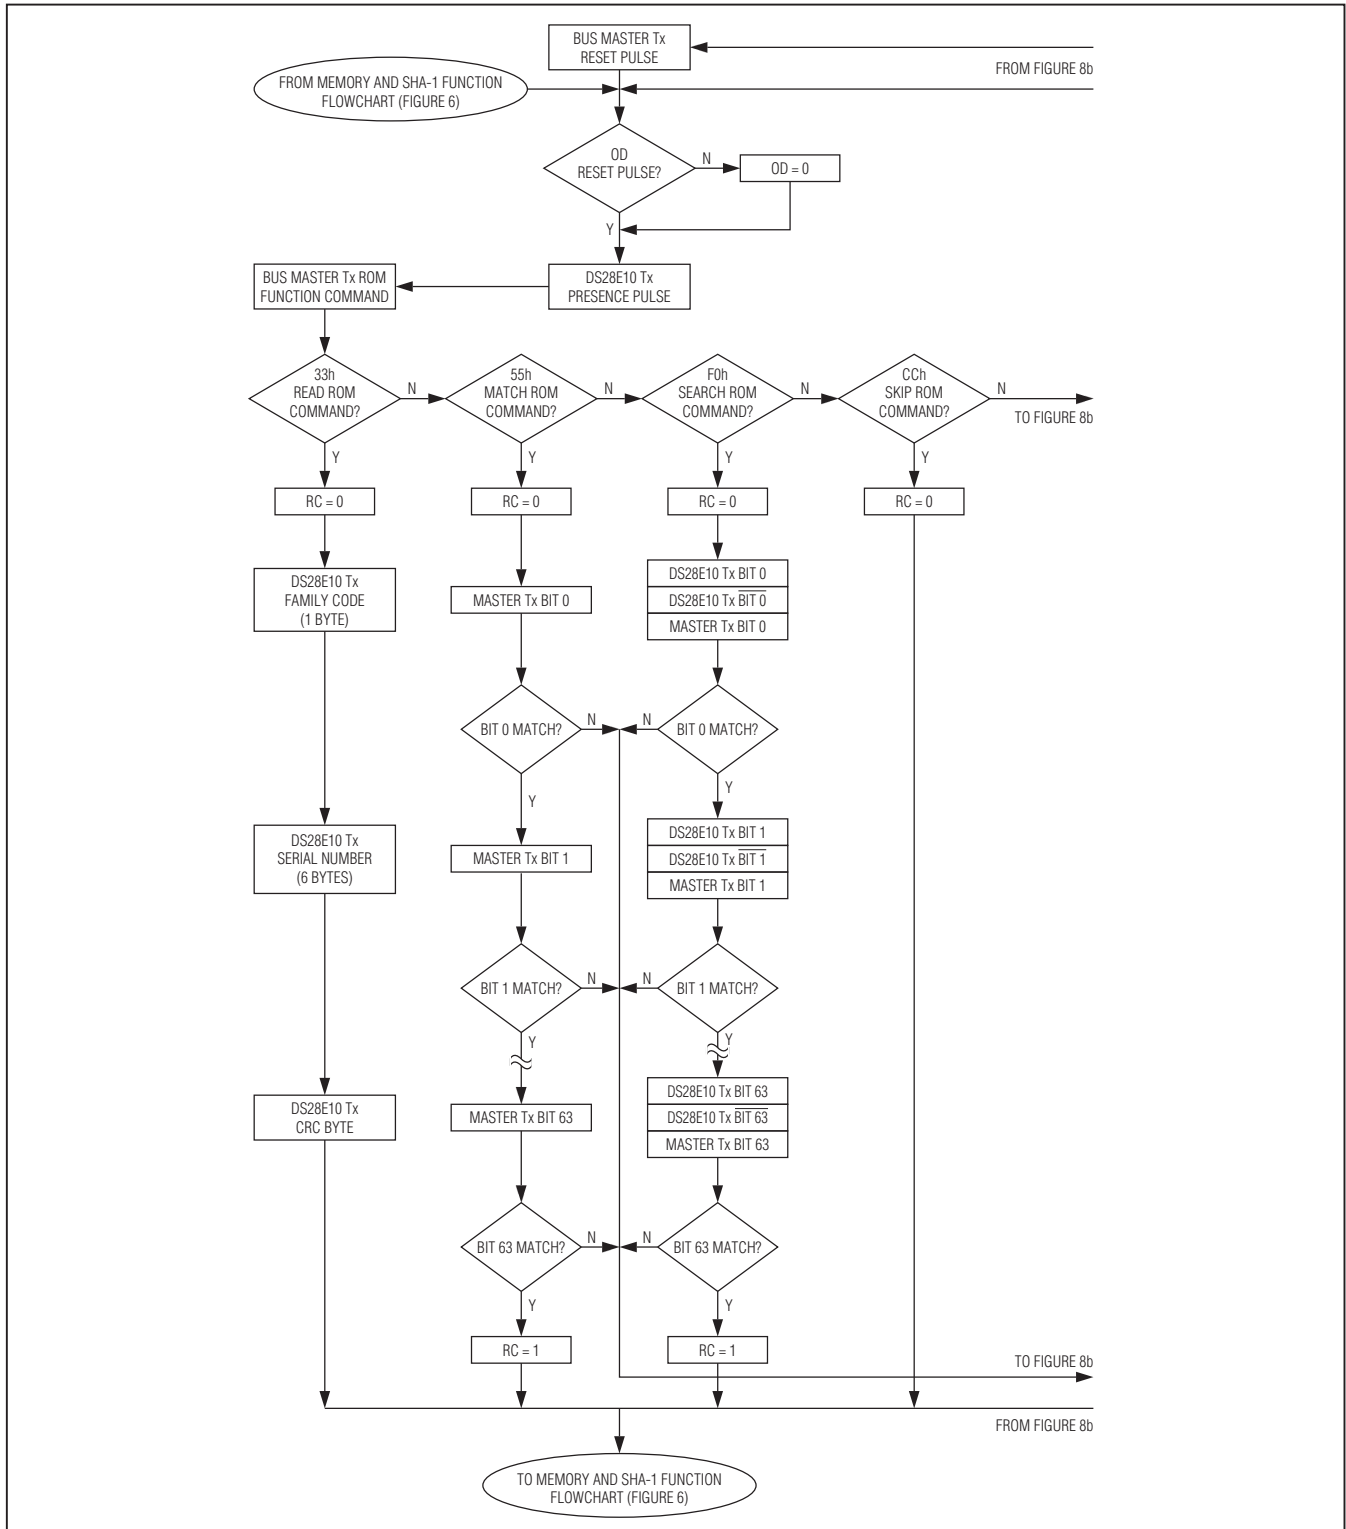 BUS MASTER Tx
RESET PULSE
FROM FIGURE 8b
FROM MEMORY AND SHA-1 FUNCTION
FLOWCHART (FIGURE 6)
OD
RESET PULSE?
N
OD = 0
Y
BUS MASTER Tx ROM
FUNCTION COMMAND
DS28E10 Tx
PRESENCE PULSE
33h
READ ROM
COMMAND?
N
55h
MATCH ROM
COMMAND?
N
F0h
SEARCH ROM
COMMAND?
N
CCh
SKIP ROM
COMMAND?
N
TO FIGURE 8b
Y
Y
Y
Y
RC = 0
RC = 0
RC = 0
RC = 0
DS28E10 Tx
FAMILY CODE
(1 BYTE)
MASTER Tx BIT 0
DS28E10 Tx BIT 0
DS28E10 Tx B̅I̅T̅ ̅0̅
MASTER Tx BIT 0
BIT 0 MATCH?
N
N
BIT 0 MATCH?
Y
Y
DS28E10 Tx
SERIAL NUMBER
(6 BYTES)
MASTER Tx BIT 1
DS28E10 Tx BIT 1
DS28E10 Tx B̅I̅T̅ ̅1̅
MASTER Tx BIT 1
BIT 1 MATCH?
N
N
BIT 1 MATCH?
Y
Y
DS28E10 Tx
CRC BYTE
MASTER Tx BIT 63
DS28E10 Tx BIT 63
DS28E10 Tx B̅I̅T̅ ̅6̅3̅
MASTER Tx BIT 63
BIT 63 MATCH?
N
N
BIT 63 MATCH?
Y
Y
RC = 1
RC = 1
TO FIGURE 8b
FROM FIGURE 8b
TO MEMORY AND SHA-1 FUNCTION
FLOWCHART (FIGURE 6)